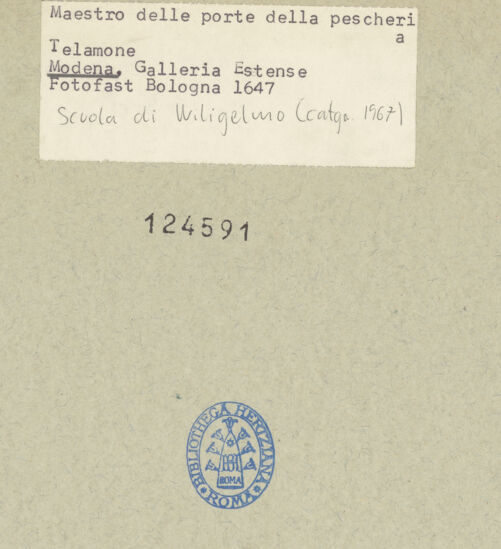 Maestro delle porte della pescheri
a
Telamone
Modena, Galleria Estense
Fotofast Bologna 1647
Scuola di Wiligelmo (catgo. 1967)
124591
BIBLIOTHECA HERTZIANA
ROMA
ROMA